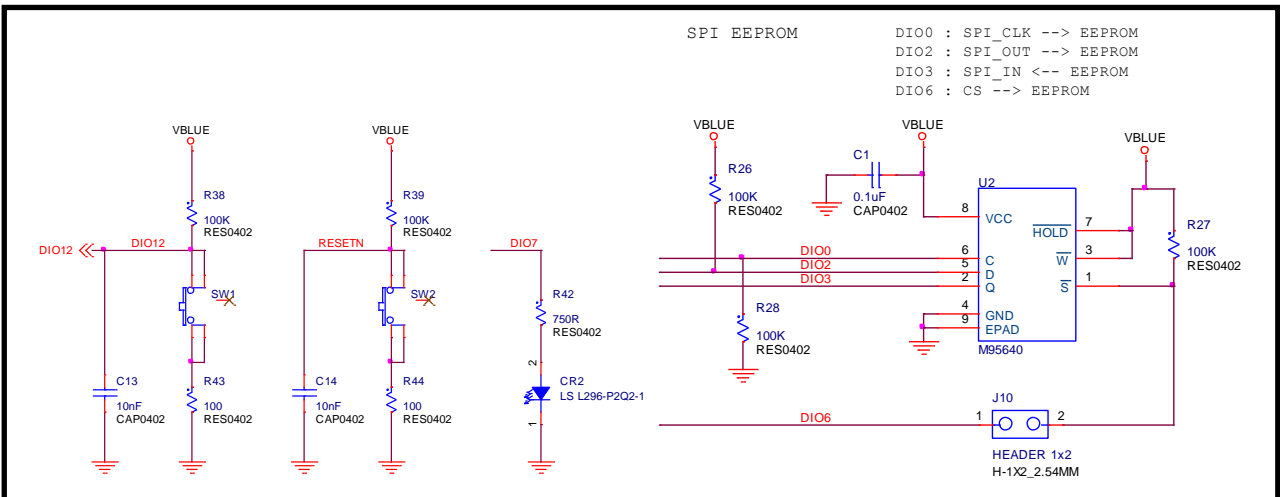 SPI EEPROM
DIO0 : SPI_CLK --> EEPROM
DIO2 : SPI_OUT --> EEPROM
DIO3 : SPI_IN <-- EEPROM
DIO6 : CS --> EEPROM
VBLUE
R38
100K
RES0402
DIO12
DIO12
SW1
C13
10nF
CAP0402
R43
100
RES0402
VBLUE
R39
100K
RES0402
RESETN
SW2
C14
10nF
CAP0402
R44
100
RES0402
DIO7
R42
750R
RES0402
2
CR2
LS L296-P2Q2-1
1
VBLUE
R26
100K
RES0402
VBLUE
C1
0.1uF
CAP0402
DIO0
DIO2
DIO3
R28
100K
RES0402
U2
8 VCC
6 C
5 D
2 Q
4 GND
9 EPAD
HOLD 7
W 3
S 1
M95640
VBLUE
R27
100K
RES0402
DIO6
J10
1 2
HEADER 1x2
H-1X2_2.54MM